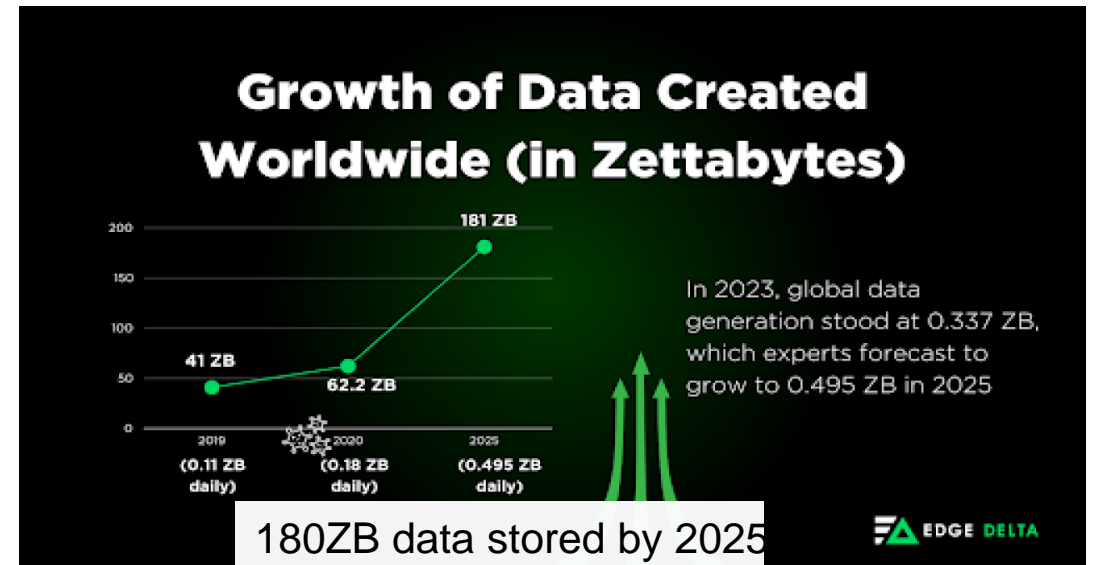 Growth of Data Created
Worldwide (in Zettabytes)
200
150
100
50
0
41 ZB
62.2 ZB
181 ZB
2019
2020
2025
(0.11 ZB
daily)
(0.18 ZB
daily)
(0.495 ZB
daily)
In 2023, global data
generation stood at 0.337 ZB,
which experts forecast to
grow to 0.495 ZB in 2025
180ZB data stored by 2025
EDGE DELTA